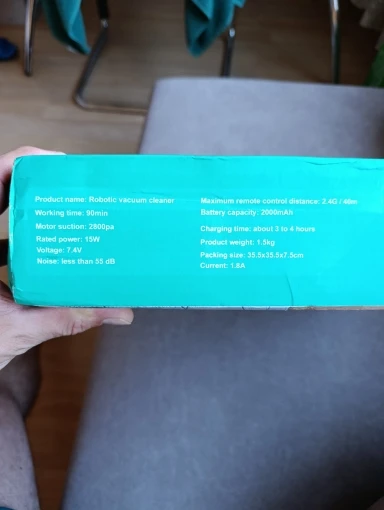 Product name: Robotic vacuum cleaner
Working time: 90min
Motor suction: 2800pa
Rated power: 15W
Voltage: 7.4V
Noise: less than 55 dB
Maximum remote control distance: 2.4G / 48m
Battery capacity: 2000mAh
Charging time: about 3 to 4 hours
Product weight: 1.5kg
Packing size: 35.5x35.5x7.5cm
Current: 1.8A